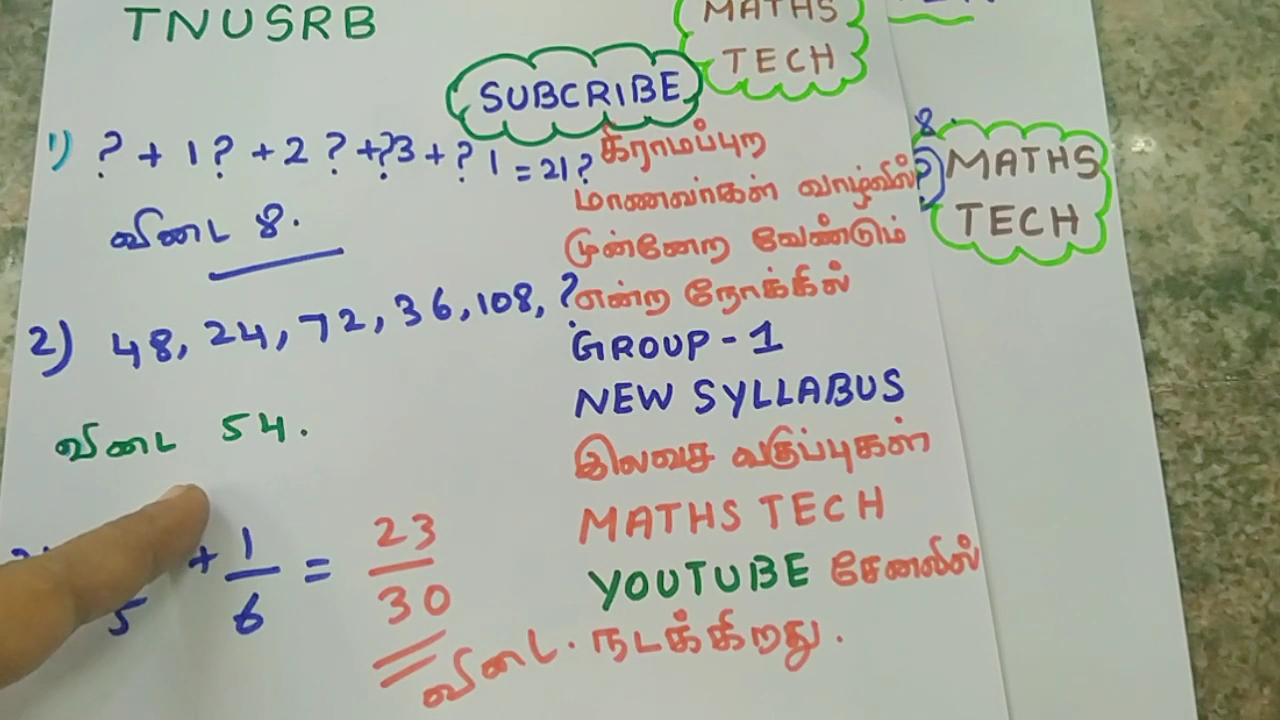 TNUSRB
MATHS
TECH
SUBCRIBE
1) ? + 1? + 2? +?3 + ?1 = 21?
விடை 8.
2) 48, 24, 72, 36, 108, ?
விடை 54.
5
+ 1/6 = 23/30
விடை.
கிராமப்புற
மாணவர்கள் வாழ்வில்
முன்னேற வேண்டும்
என்ற நோக்கில்
GROUP - 1
NEW SYLLABUS
இலவச வகுப்புகள்
MATHS TECH
YOUTUBE சேனலில்
நடக்கிறது.
8.
MATHS
TECH